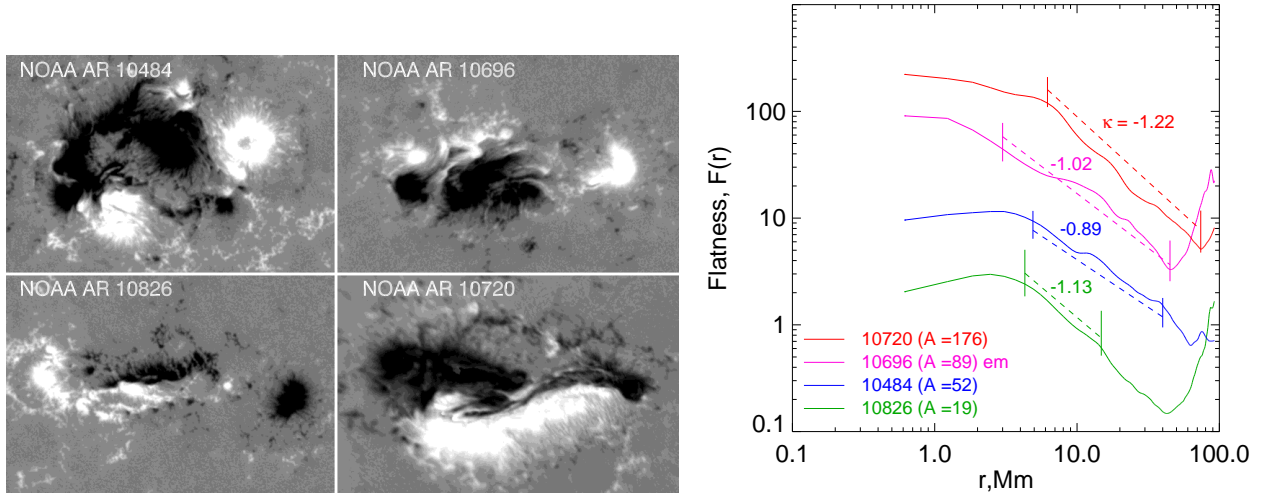 NOAA AR 10484
NOAA AR 10696
NOAA AR 10826
NOAA AR 10720
Flatness, F(r)
100
10
1
0.1
κ = -1.22
-1.02
-0.89
-1.13
10720 (A =176)
10696 (A=89) em
10484 (A=52)
10826 (A=19)
0.1 1.0 10.0 100.0
r,Mm